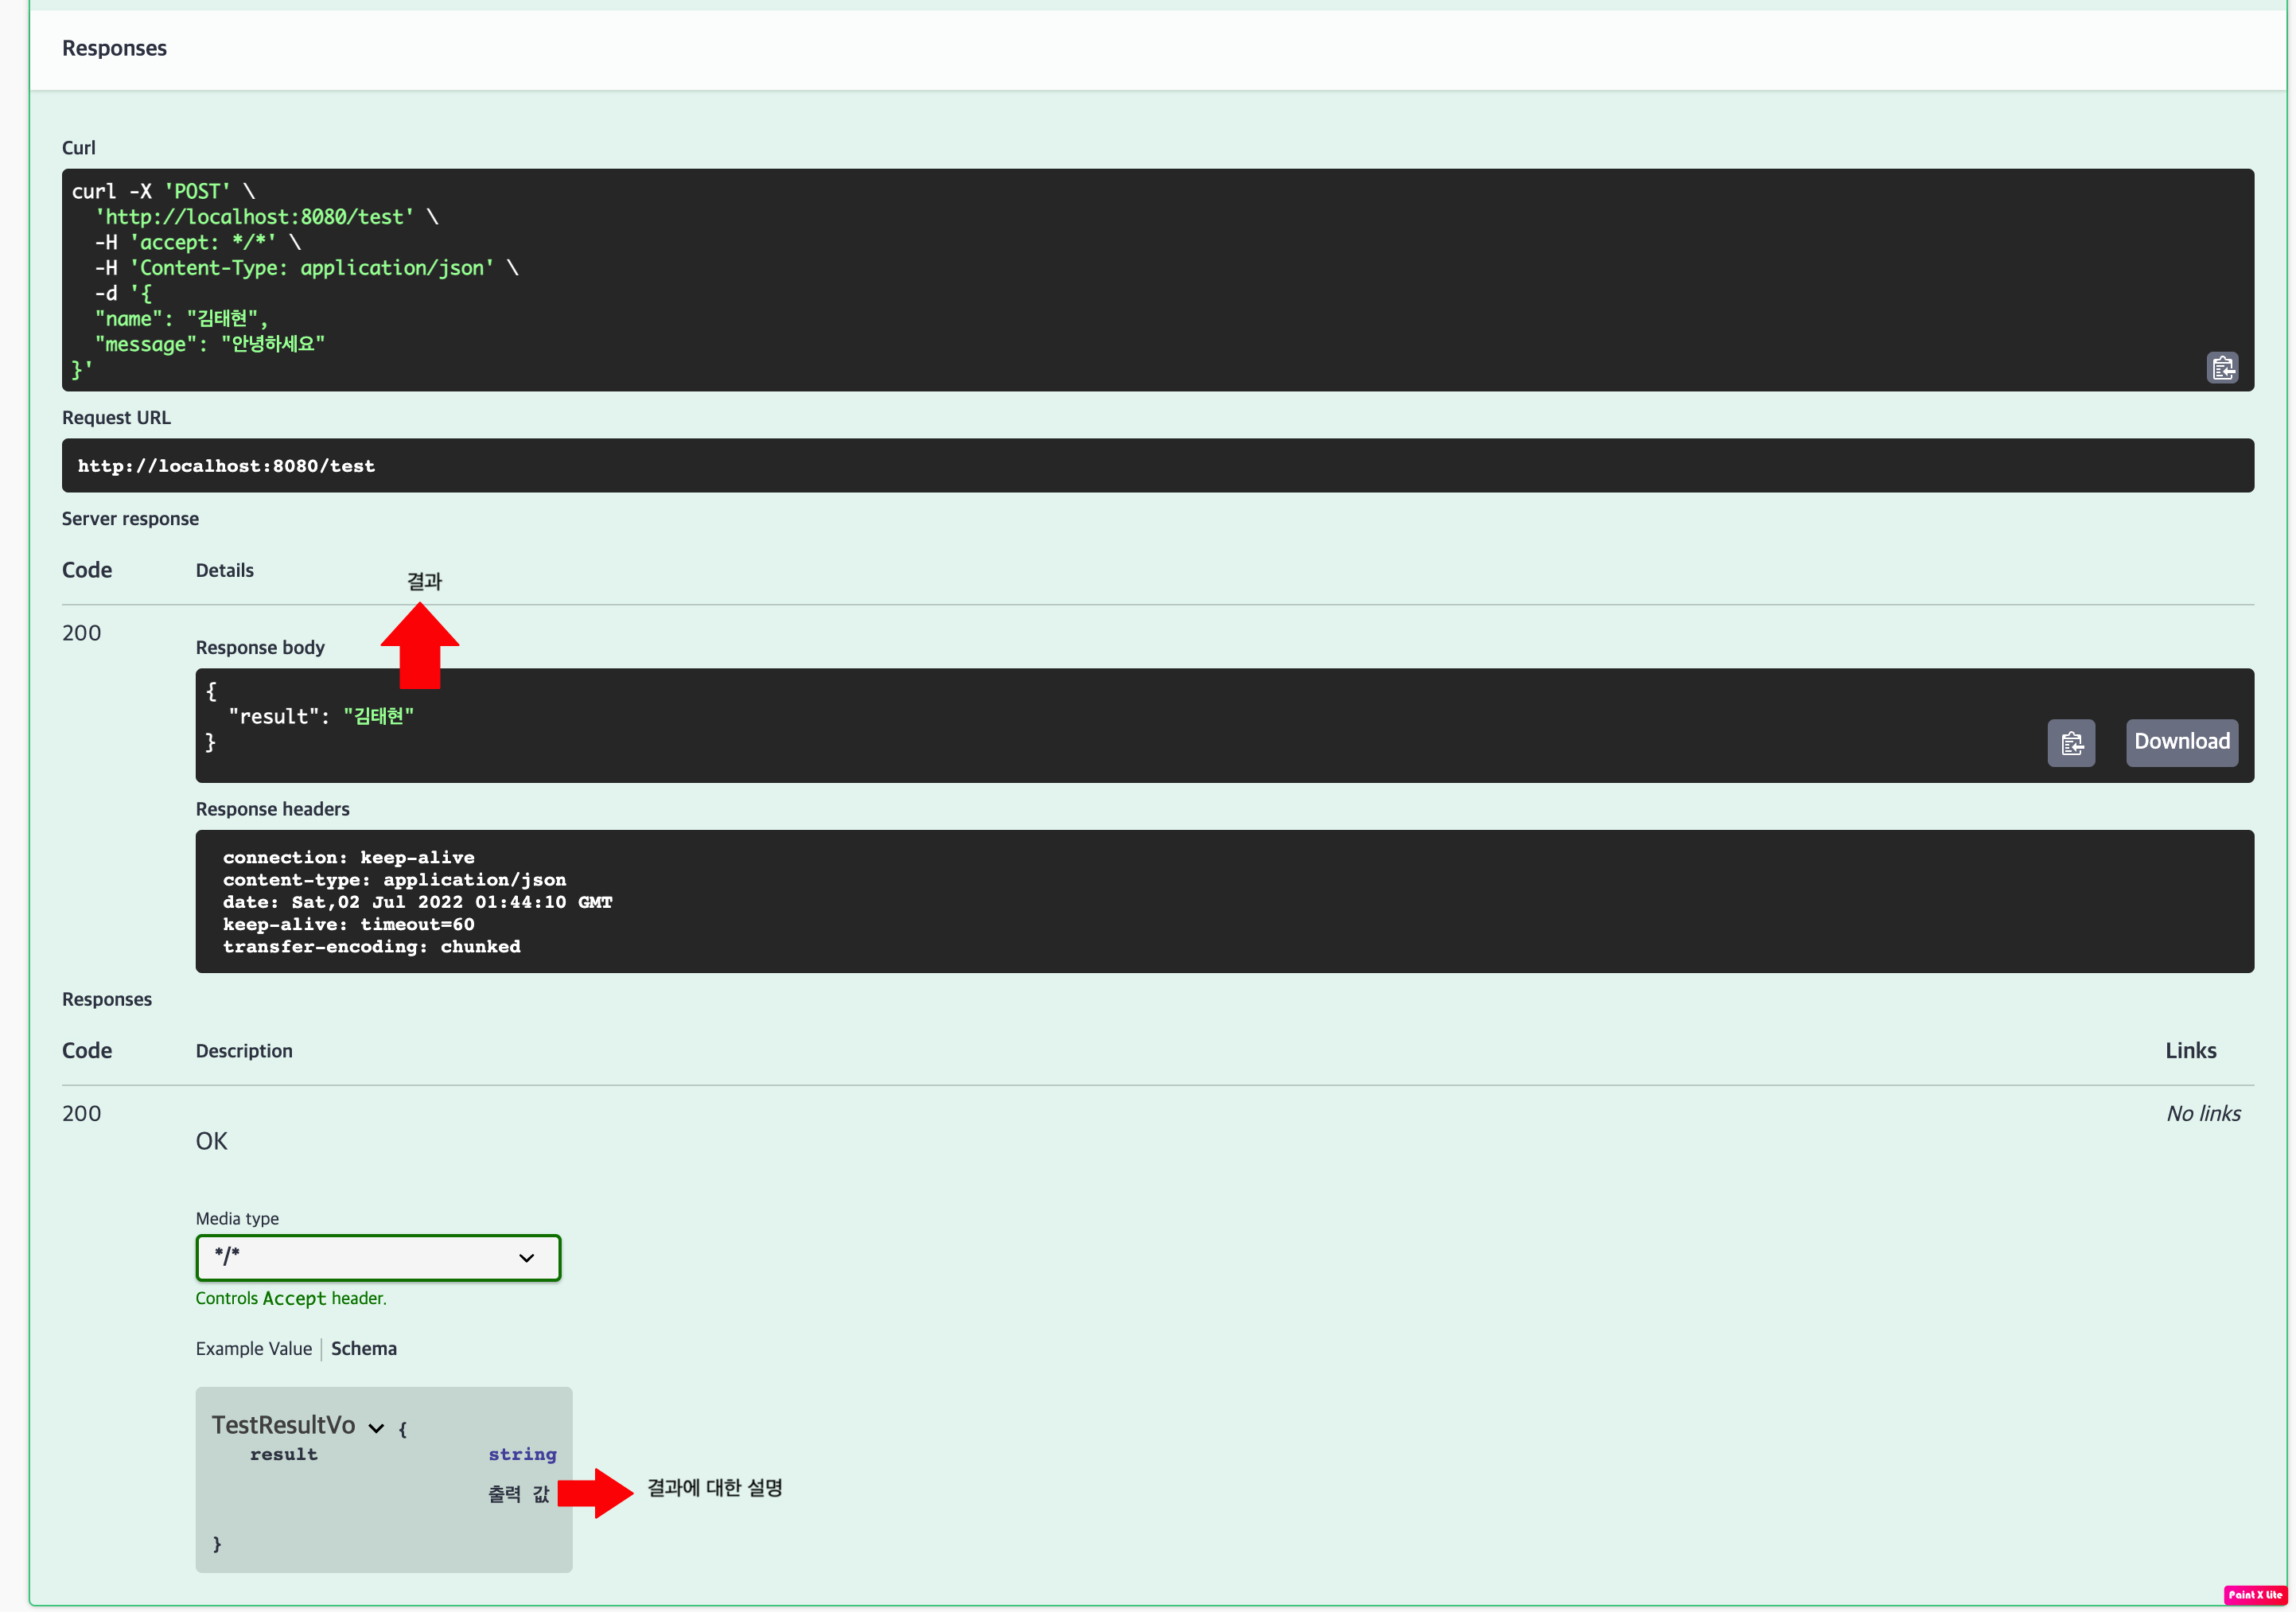 Responses
Curl
curl -X 'POST' \
  'http://localhost:8080/test' \
  -H 'accept: */*' \
  -H 'Content-Type: application/json' \
  -d '{
  "name": "김태현",
  "message": "안녕하세요"
}'
Request URL
http://localhost:8080/test
Server response
Code Details
결과
200
Response body
{
  "result": "김태현"
}
Download
Response headers
connection: keep-alive
content-type: application/json
date: Sat,02 Jul 2022 01:44:10 GMT
keep-alive: timeout=60
transfer-encoding: chunked
Responses
Code Description Links
200 No links
OK
Media type
*/*
Controls Accept header.
Example Value Schema
TestResultVo {
result string
출력 값 결과에 대한 설명
}
Paint X Lite